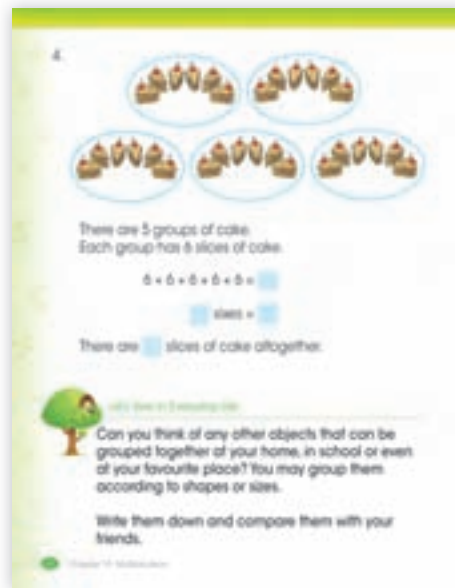 4.
There are 5 groups of cake.
Each group has 6 slices of cake.
6 + 6 + 6 + 6 + 6 =
sixes =
There are slices of cake altogether.
Can you think of any other objects that can be
grouped together at your home, in school or even
at your favourite place? You may group them
according to shapes or sizes.
Write them down and compare them with your
friends.
Chapter